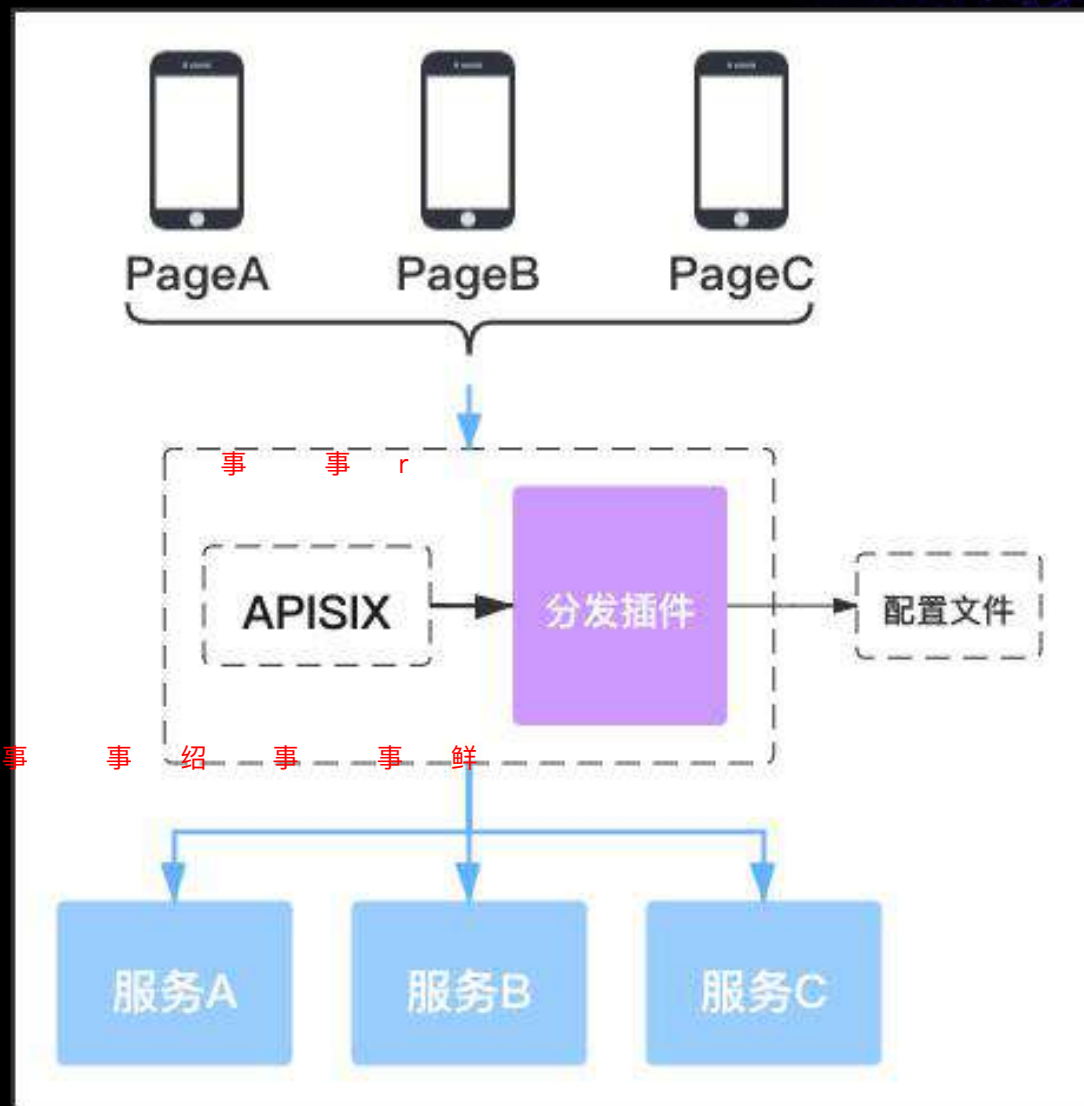 PageA PageB PageC
事 事 r
APISIX
分发插件
配置文件
事 事 绍 事 事 鲜
服务A 服务B 服务C